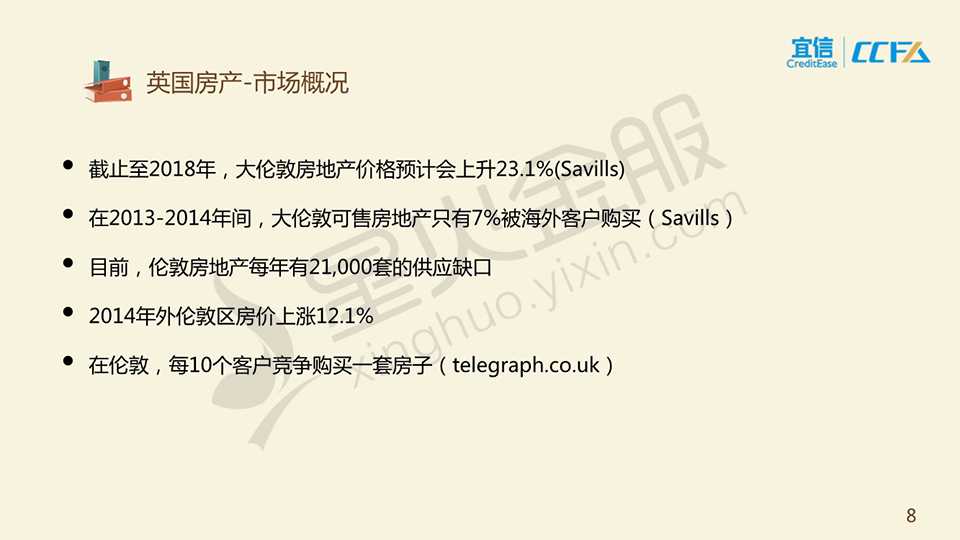 宜信
CreditEase
CCFA
英国房产-市场概况
• 截止至2018年，大伦敦房地产价格预计会上升23.1%(Savills)
• 在2013-2014年间，大伦敦可售房地产只有7%被海外客户购买（Savills）
• 目前，伦敦房地产每年有21,000套的供应缺口
• 2014年外伦敦区房价上涨12.1%
• 在伦敦，每10个客户竞争购买一套房子（telegraph.co.uk）
星火金服
xinghuo.yixin.com
8